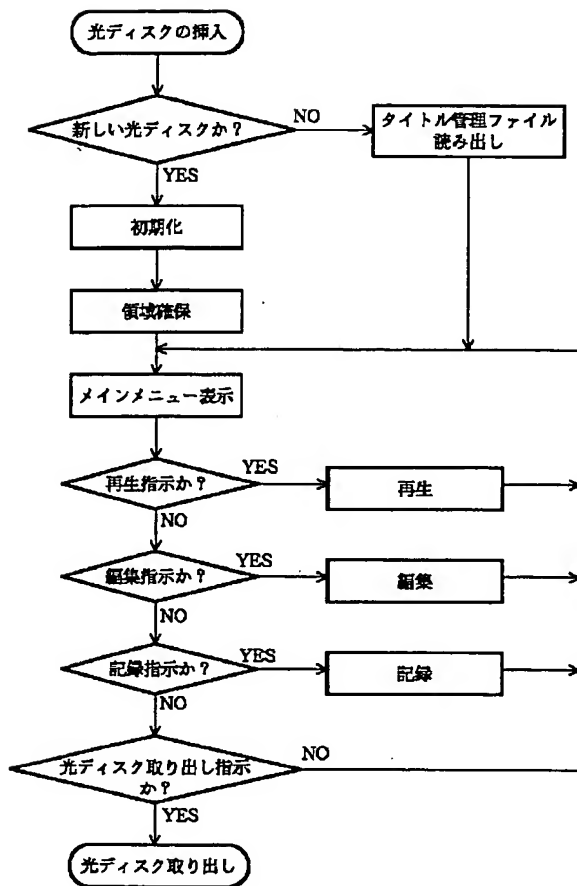 光ディスクの挿入
新しい光ディスクか?
NO
タイトル管理ファイル
読み出し
YES
初期化
領域確保
メインメニュー表示
再生指示か?
YES
再生
NO
編集指示か?
YES
編集
NO
記録指示か?
YES
記録
NO
光ディスク取り出し指示
か?
NO
YES
光ディスク取り出し